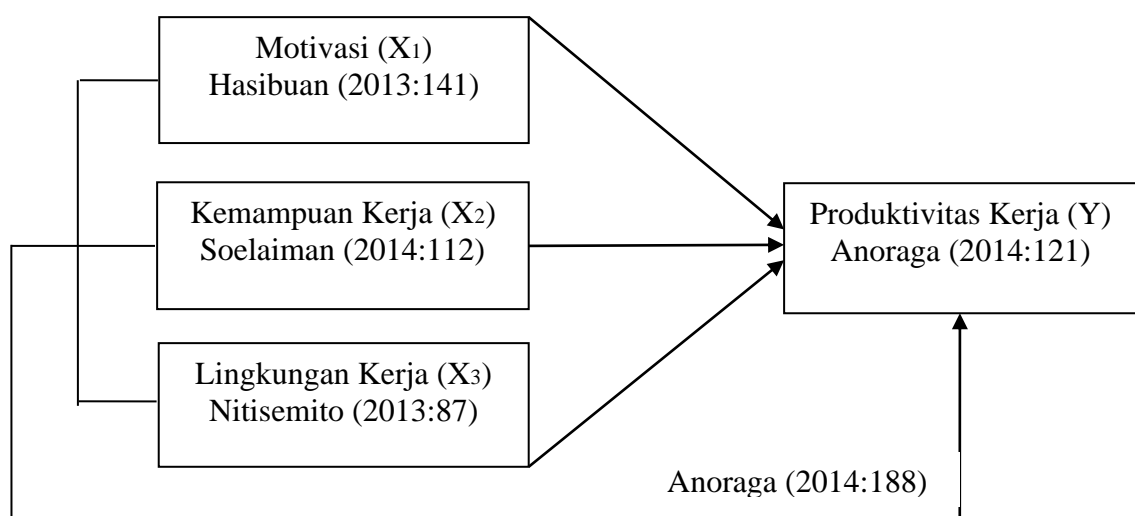 Motivasi (X1)
Hasibuan (2013:141)
Kemampuan Kerja (X2)
Soelaiman (2014:112)
Lingkungan Kerja (X3)
Nitisemito (2013:87)
Produktivitas Kerja (Y)
Anoraga (2014:121)
Anoraga (2014:188)